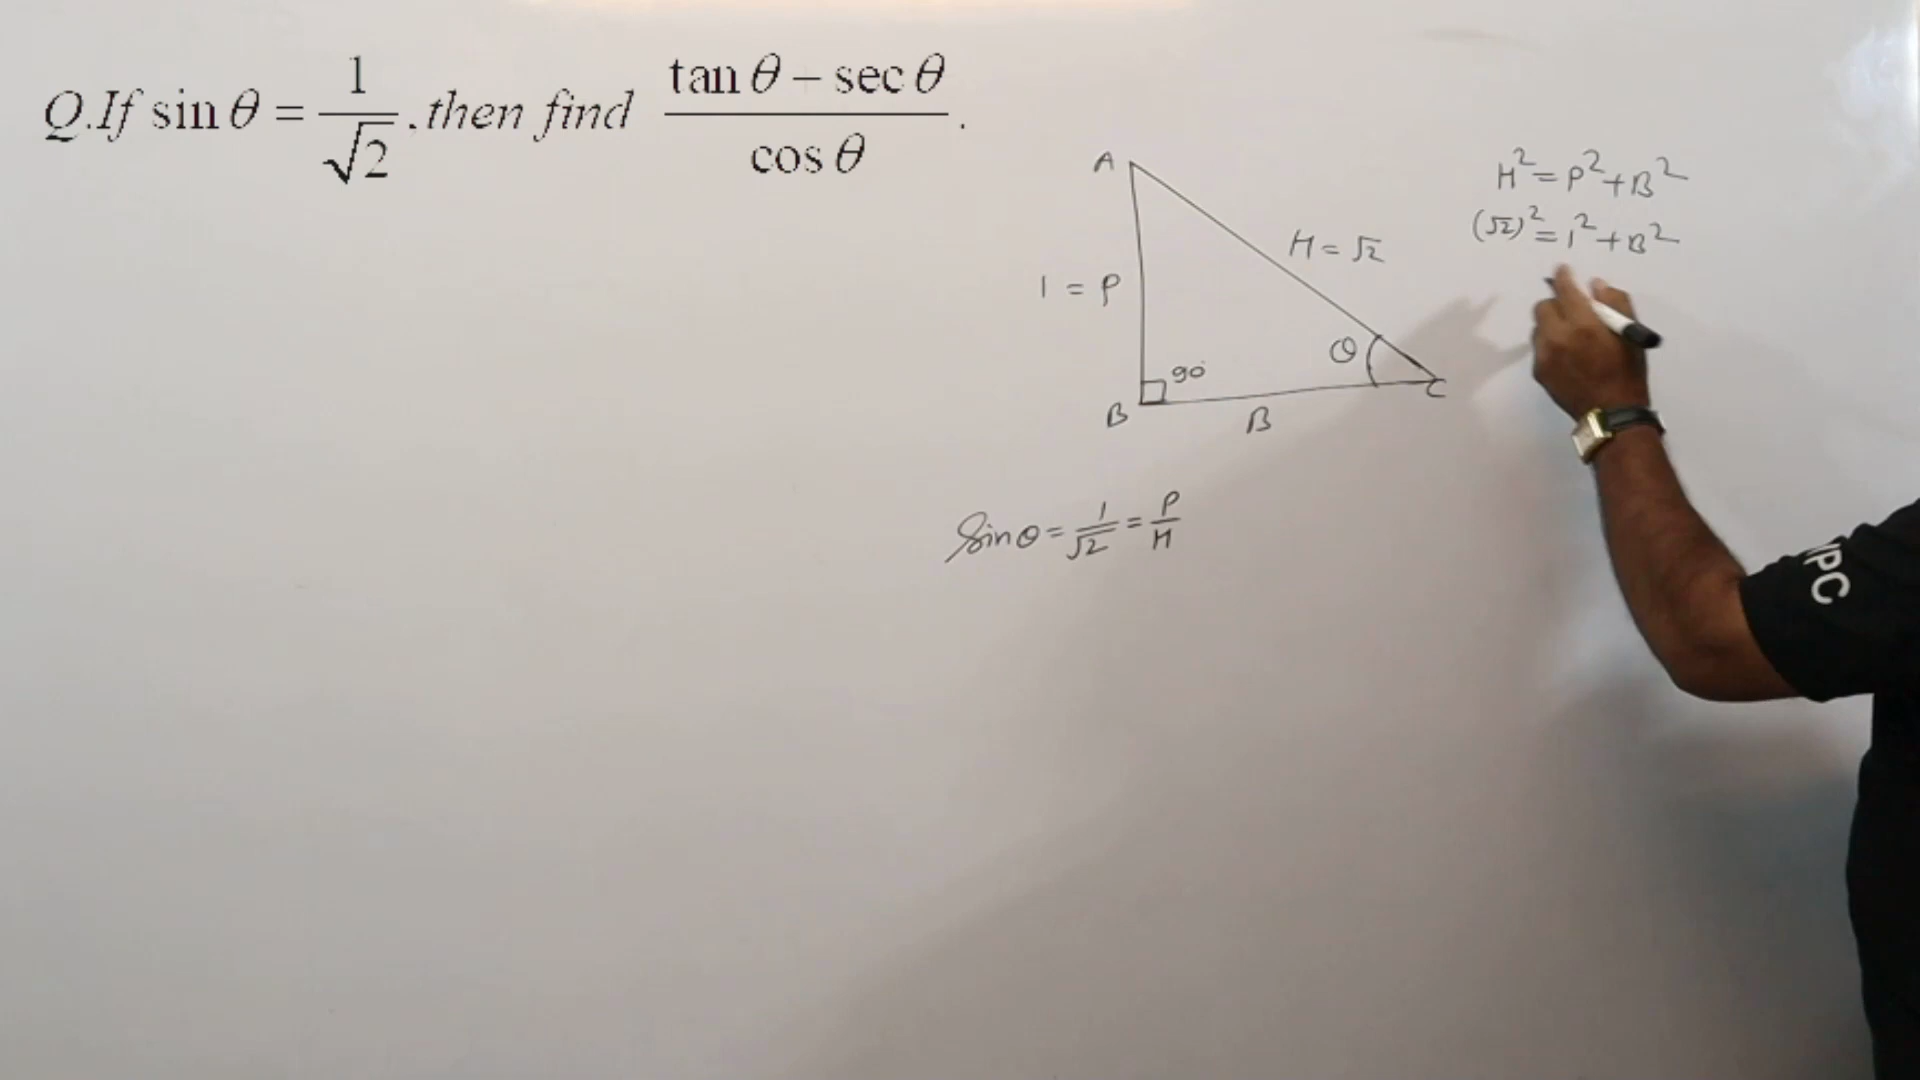 Q.If sin θ = 1/√2 .then find (tan θ – sec θ)/cos θ .
A
H² = P² + B²
(√2)² = 1² + B²
H = √2
1 = P
θ
90°
B
C
B
Sin θ = 1/√2 = P/H